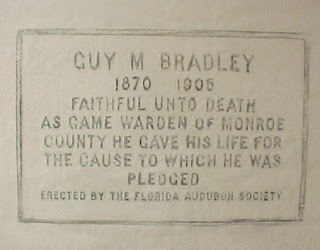 GUY M BRADLEY
1870 1905
FAITHFUL UNTO DEATH
AS GAME WARDEN OF MONROE
COUNTY HE GAVE HIS LIFE FOR
THE CAUSE TO WHICH HE WAS
PLEDGED
ERECTED BY THE FLORIDA AUDUBON SOCIETY